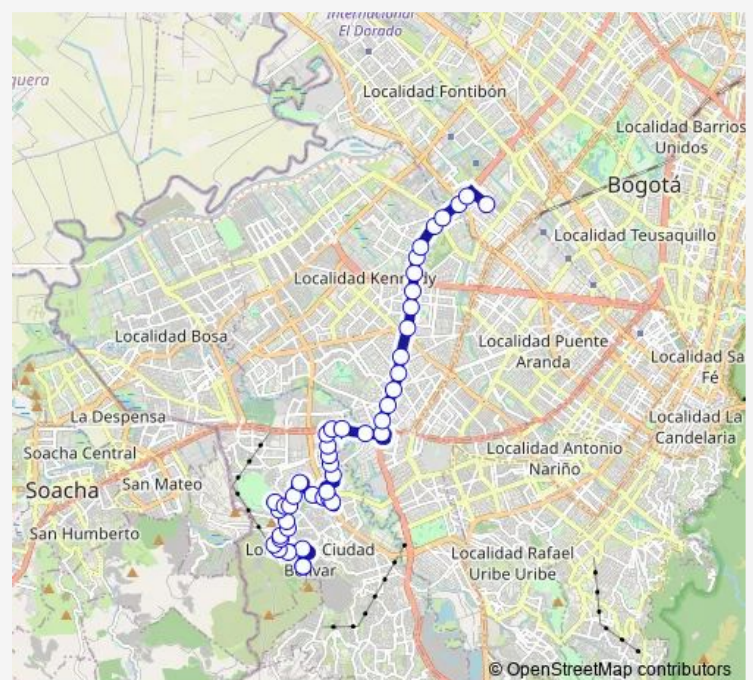 Internacional
El Dorado
Localidad Fontibón
Localidad Barrios
Unidos
Bogotá
Localidad Teusaquillo
Localidad Kennedy
Localidad Bosa
Localidad Puente
Aranda
Localidad Sa
Fé
La Despensa
Localidad La
Candelaria
Soacha Central
Localidad Antonio
Nariño
Soacha
San Mateo
San Humberto
Lo
Ciudad
Bolívar
Localidad Rafael
Uribe Uribe
© OpenStreetMap contributors